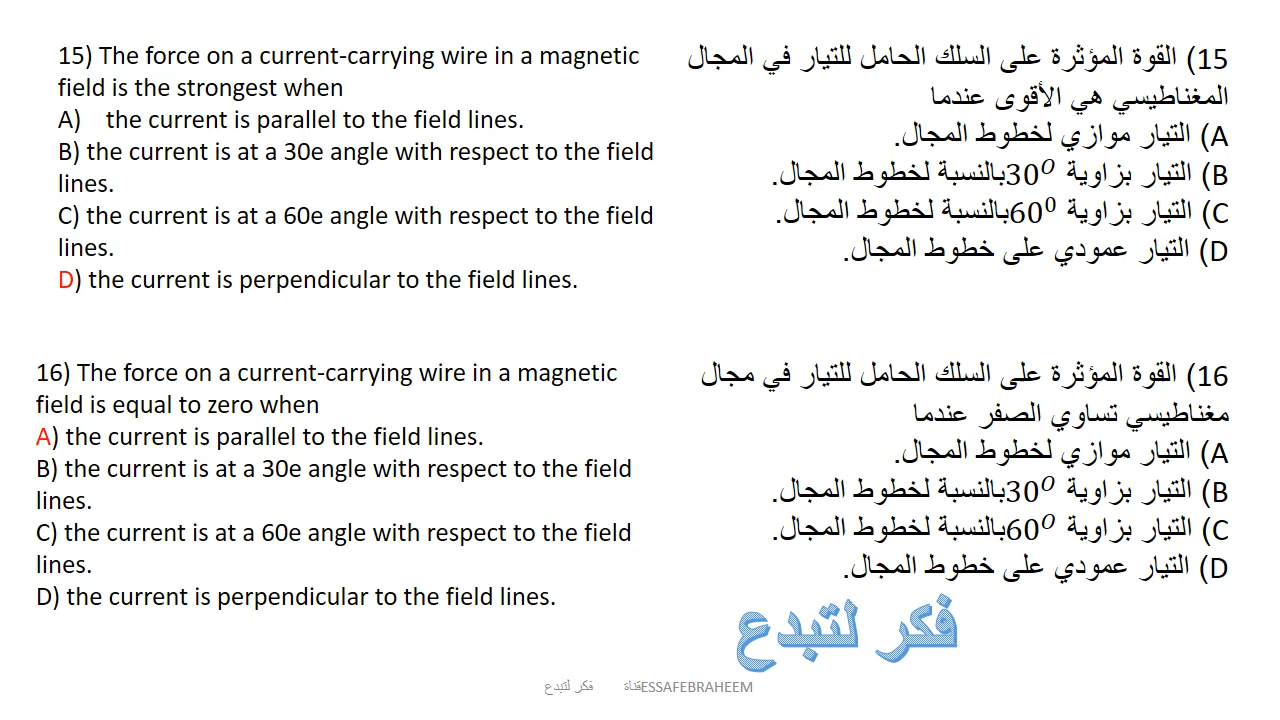 15) The force on a current-carrying wire in a magnetic
field is the strongest when
A) the current is parallel to the field lines.
B) the current is at a 30e angle with respect to the field
lines.
C) the current is at a 60e angle with respect to the field
lines.
D) the current is perpendicular to the field lines.
15) القوة المؤثرة على السلك الحامل للتيار في المجال
المغناطيسي هي الأقوى عندما
A) التيار موازي لخطوط المجال.
B) التيار بزاوية 30^O بالنسبة لخطوط المجال.
C) التيار بزاوية 60^0 بالنسبة لخطوط المجال.
D) التيار عمودي على خطوط المجال.
16) The force on a current-carrying wire in a magnetic
field is equal to zero when
A) the current is parallel to the field lines.
B) the current is at a 30e angle with respect to the field
lines.
C) the current is at a 60e angle with respect to the field
lines.
D) the current is perpendicular to the field lines.
16) القوة المؤثرة على السلك الحامل للتيار في مجال
مغناطيسي تساوي الصفر عندما
A) التيار موازي لخطوط المجال.
B) التيار بزاوية 30^O بالنسبة لخطوط المجال.
C) التيار بزاوية 60^O بالنسبة لخطوط المجال.
D) التيار عمودي على خطوط المجال.
فكر لتبدع
قناة فكر لتبدع ESSAFEBRAHEEM